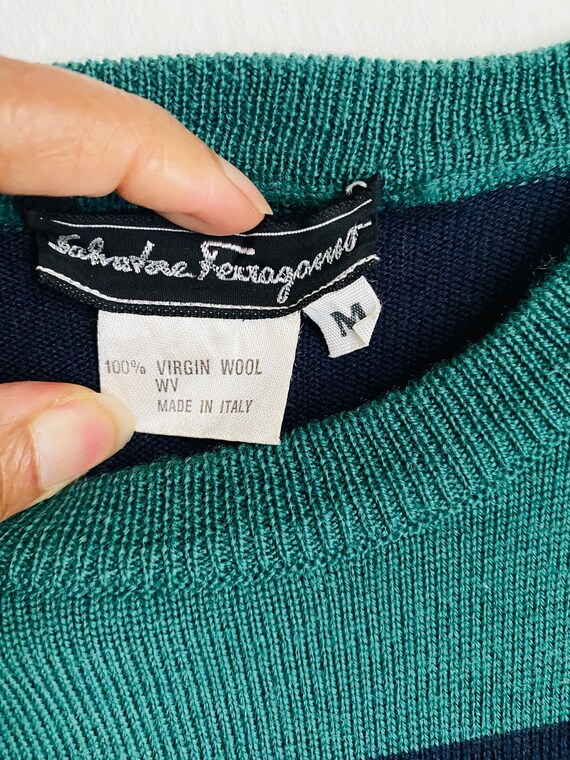 Salvatore Ferragamo
M
100% VIRGIN WOOL
WV
MADE IN ITALY